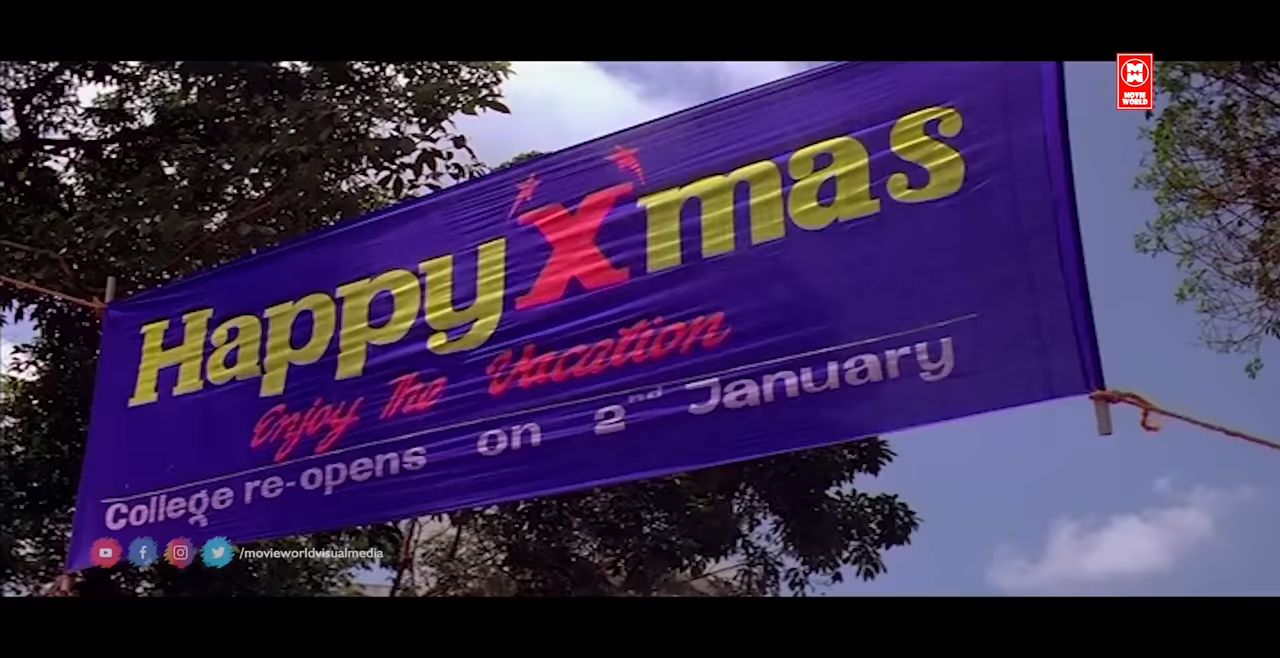 MOVIE
WORLD
Happy Xmas
Enjoy The Vacation
College re-opens on 2nd January
/movieworldvisualmedia